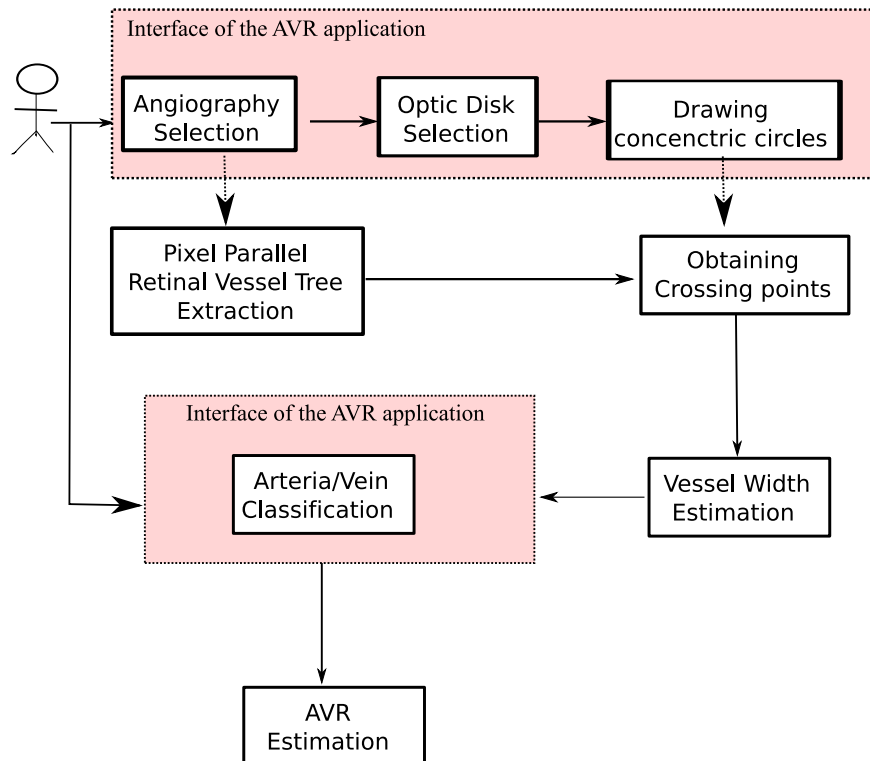 Interface of the AVR application
Angiography
Selection
Optic Disk
Selection
Drawing
concenctric circles
Pixel Parallel
Retinal Vessel Tree
Extraction
Obtaining
Crossing points
Interface of the AVR application
Arteria/Vein
Classification
Vessel Width
Estimation
AVR
Estimation